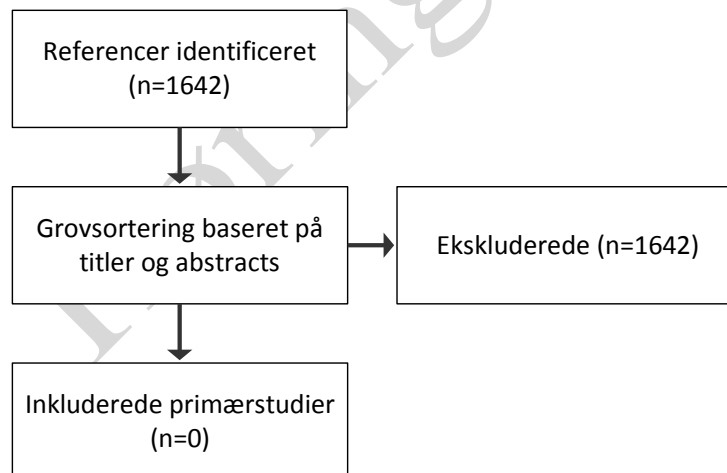 Referencer identificeret
(n=1642)
Grovsortering baseret på
titler og abstracts
Ekskluderede (n=1642)
Inkluderede primærstudier
(n=0)